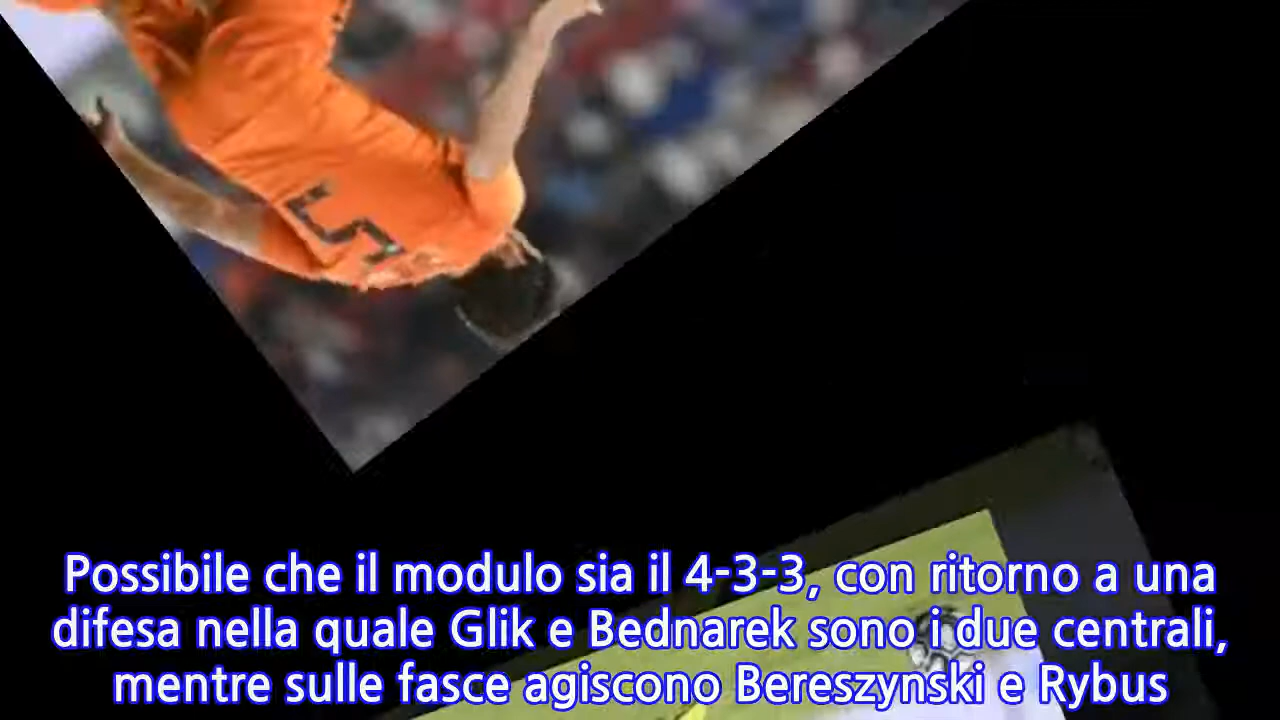 5
Possibile che il modulo sia il 4-3-3, con ritorno a una
difesa nella quale Glik e Bednarek sono i due centrali,
mentre sulle fasce agiscono Bereszynski e Rybus